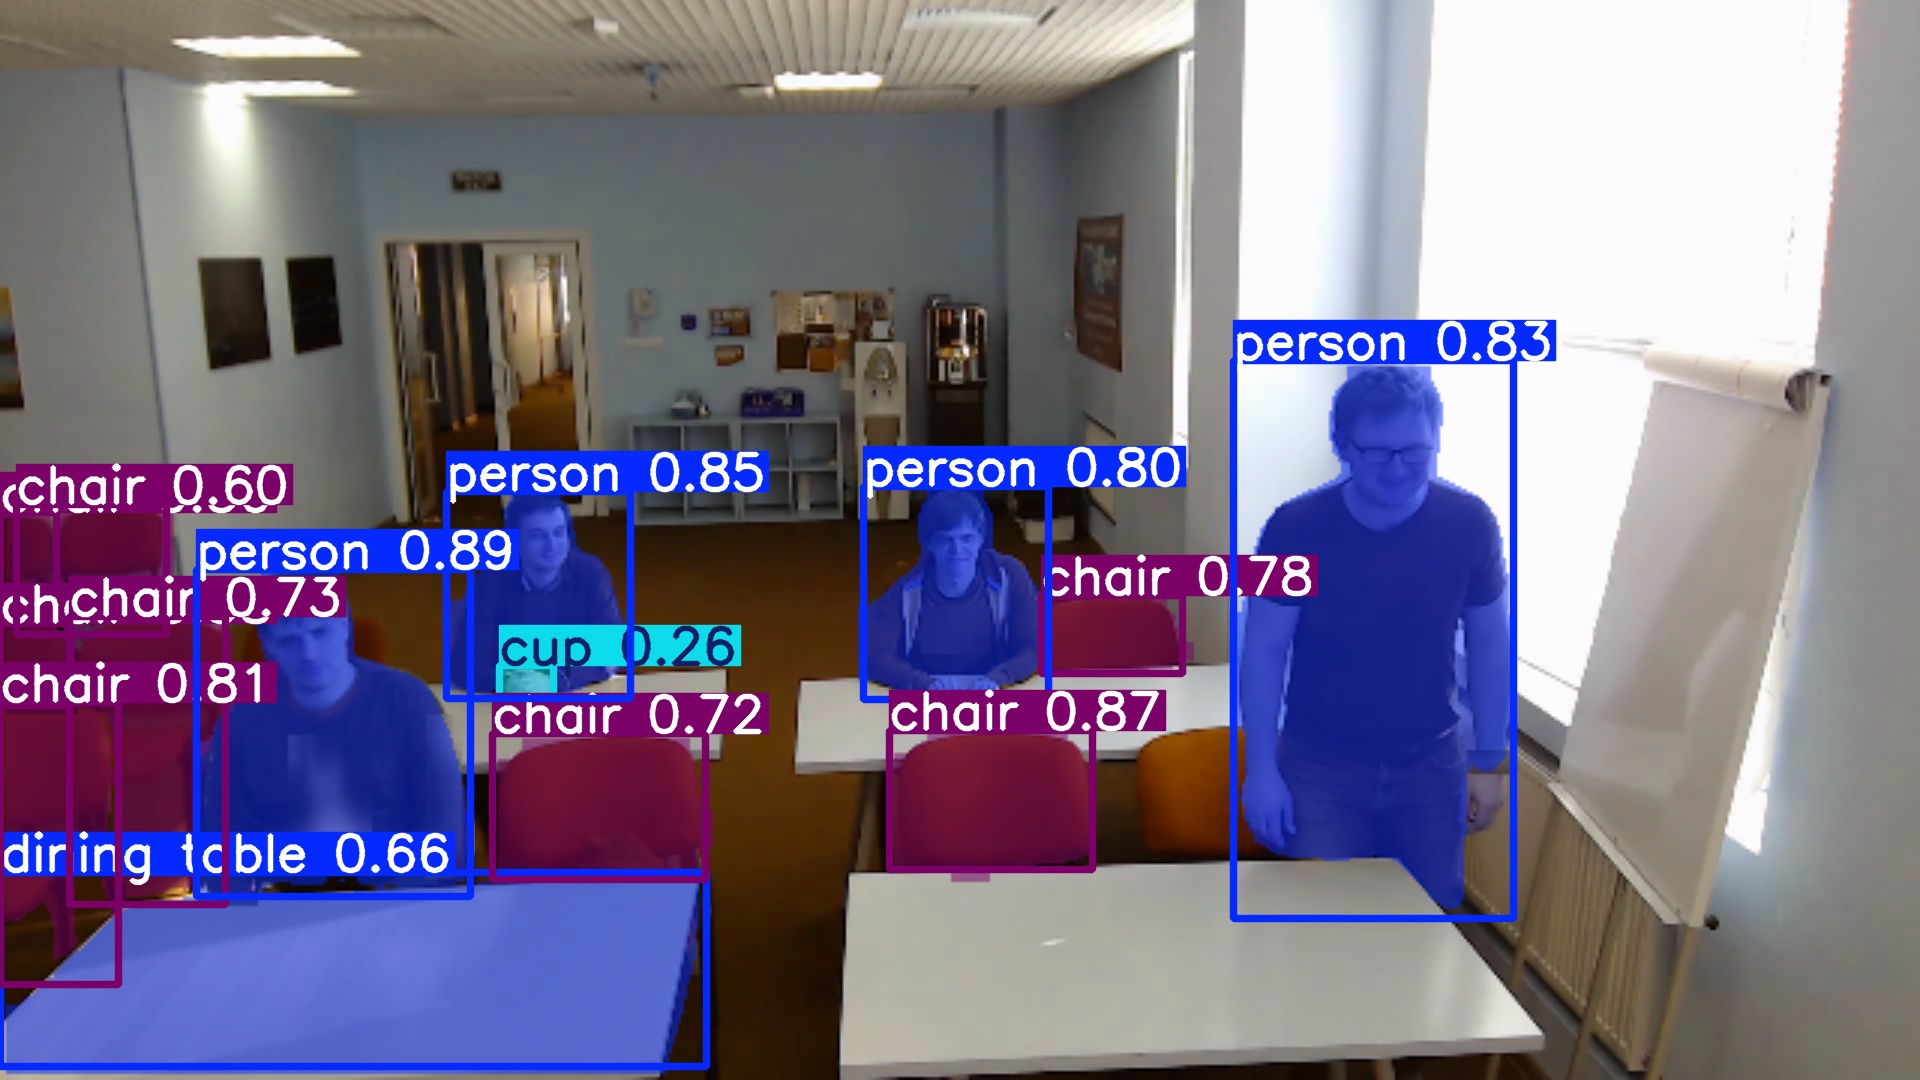 person 0.83
person 0.85
person 0.80
chair 0.60
person 0.89
chair 0.78
chair 0.73
cup 0.26
chair 0.81
chair 0.72
chair 0.87
dining table 0.66